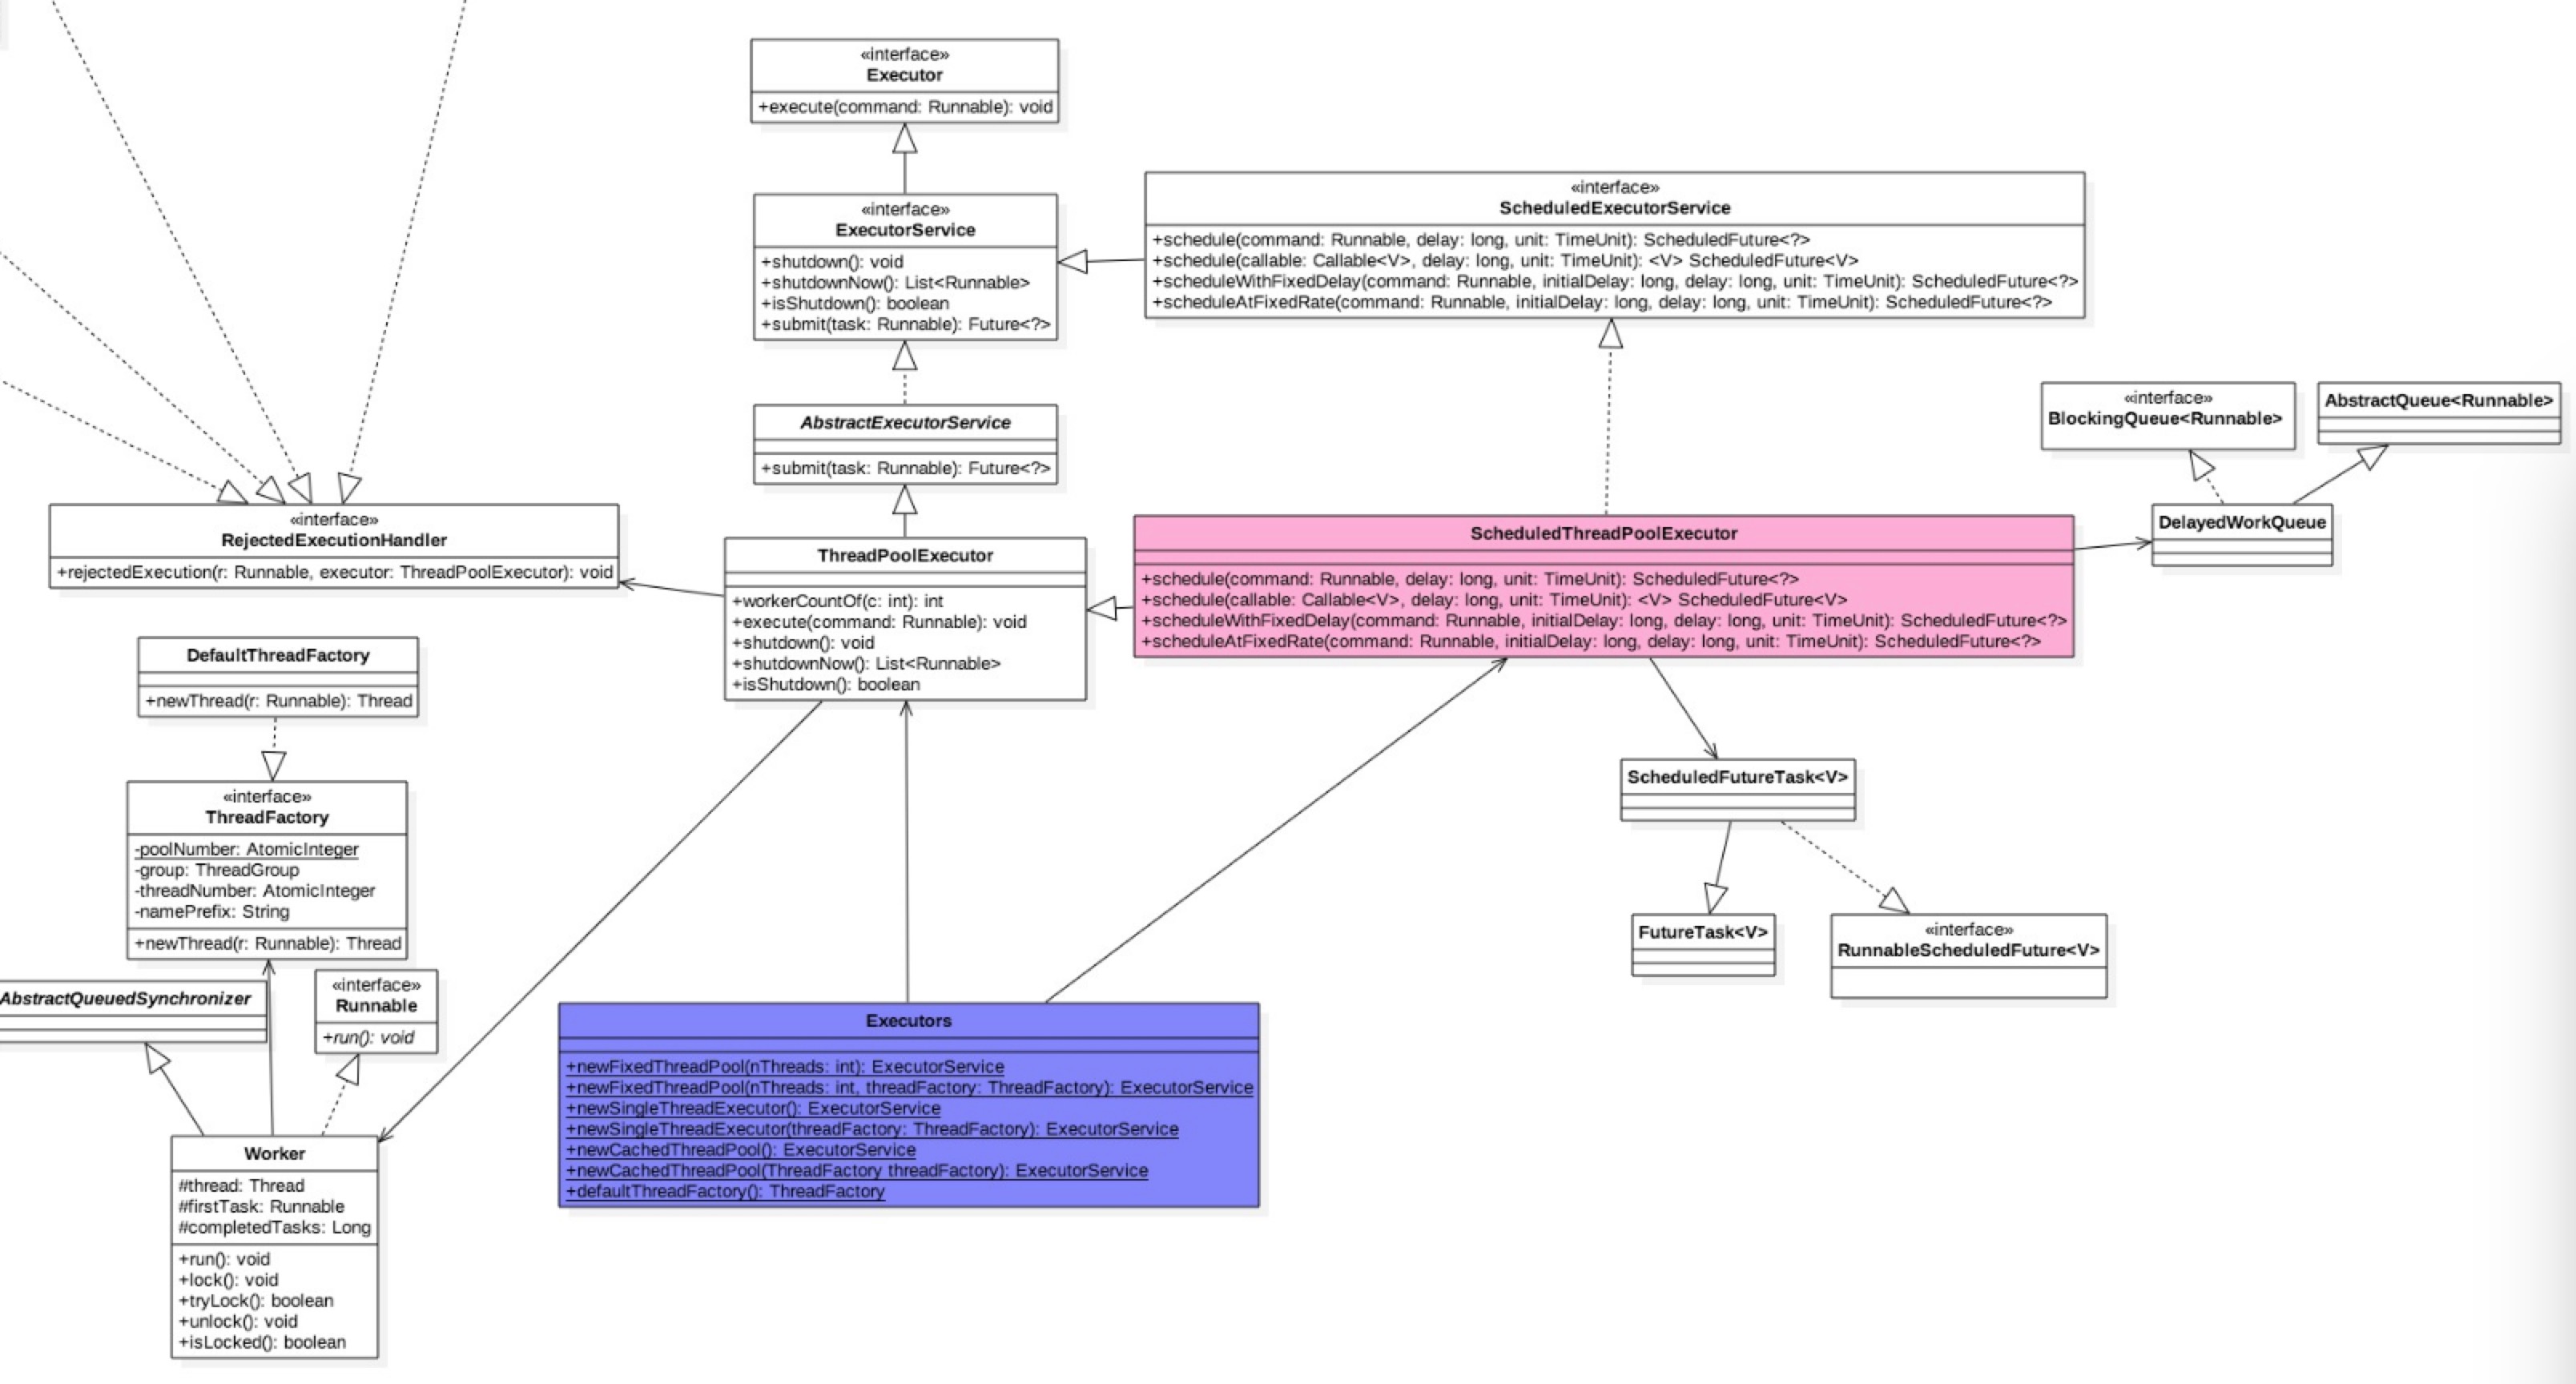 «interface»
Executor
+execute(command: Runnable): void
«interface»
ExecutorService
+shutdown(): void
+shutdownNow(): List<Runnable>
+isShutdown(): boolean
+submit(task: Runnable): Future<?>
«interface»
ScheduledExecutorService
+schedule(command: Runnable, delay: long, unit: TimeUnit): ScheduledFuture<?>
+schedule(callable: Callable<V>, delay: long, unit: TimeUnit): <V> ScheduledFuture<V>
+scheduleWithFixedDelay(command: Runnable, initialDelay: long, delay: long, unit: TimeUnit): ScheduledFuture<?>
+scheduleAtFixedRate(command: Runnable, initialDelay: long, delay: long, unit: TimeUnit): ScheduledFuture<?>
AbstractExecutorService
+submit(task: Runnable): Future<?>
«interface»
BlockingQueue<Runnable>
AbstractQueue<Runnable>
«interface»
RejectedExecutionHandler
+rejectedExecution(r: Runnable, executor: ThreadPoolExecutor): void
ThreadPoolExecutor
+workerCountOf(c: int): int
+execute(command: Runnable): void
+shutdown(): void
+shutdownNow(): List<Runnable>
+isShutdown(): boolean
ScheduledThreadPoolExecutor
+schedule(command: Runnable, delay: long, unit: TimeUnit): ScheduledFuture<?>
+schedule(callable: Callable<V>, delay: long, unit: TimeUnit): <V> ScheduledFuture<V>
+scheduleWithFixedDelay(command: Runnable, initialDelay: long, delay: long, unit: TimeUnit): ScheduledFuture<?>
+scheduleAtFixedRate(command: Runnable, initialDelay: long, delay: long, unit: TimeUnit): ScheduledFuture<?>
DelayedWorkQueue
DefaultThreadFactory
+newThread(r: Runnable): Thread
«interface»
ThreadFactory
-poolNumber: AtomicInteger
-group: ThreadGroup
-threadNumber: AtomicInteger
-namePrefix: String
+newThread(r: Runnable): Thread
ScheduledFutureTask<V>
FutureTask<V>
«interface»
RunnableScheduledFuture<V>
AbstractQueuedSynchronizer
«interface»
Runnable
+run(): void
Executors
+newFixedThreadPool(nThreads: int): ExecutorService
+newFixedThreadPool(nThreads: int, threadFactory: ThreadFactory): ExecutorService
+newSingleThreadExecutor(): ExecutorService
+newSingleThreadExecutor(threadFactory: ThreadFactory): ExecutorService
+newCachedThreadPool(): ExecutorService
+newCachedThreadPool(ThreadFactory threadFactory): ExecutorService
+defaultThreadFactory(): ThreadFactory
Worker
#thread: Thread
#firstTask: Runnable
#completedTasks: Long
+run(): void
+lock(): void
+tryLock(): boolean
+unlock(): void
+isLocked(): boolean